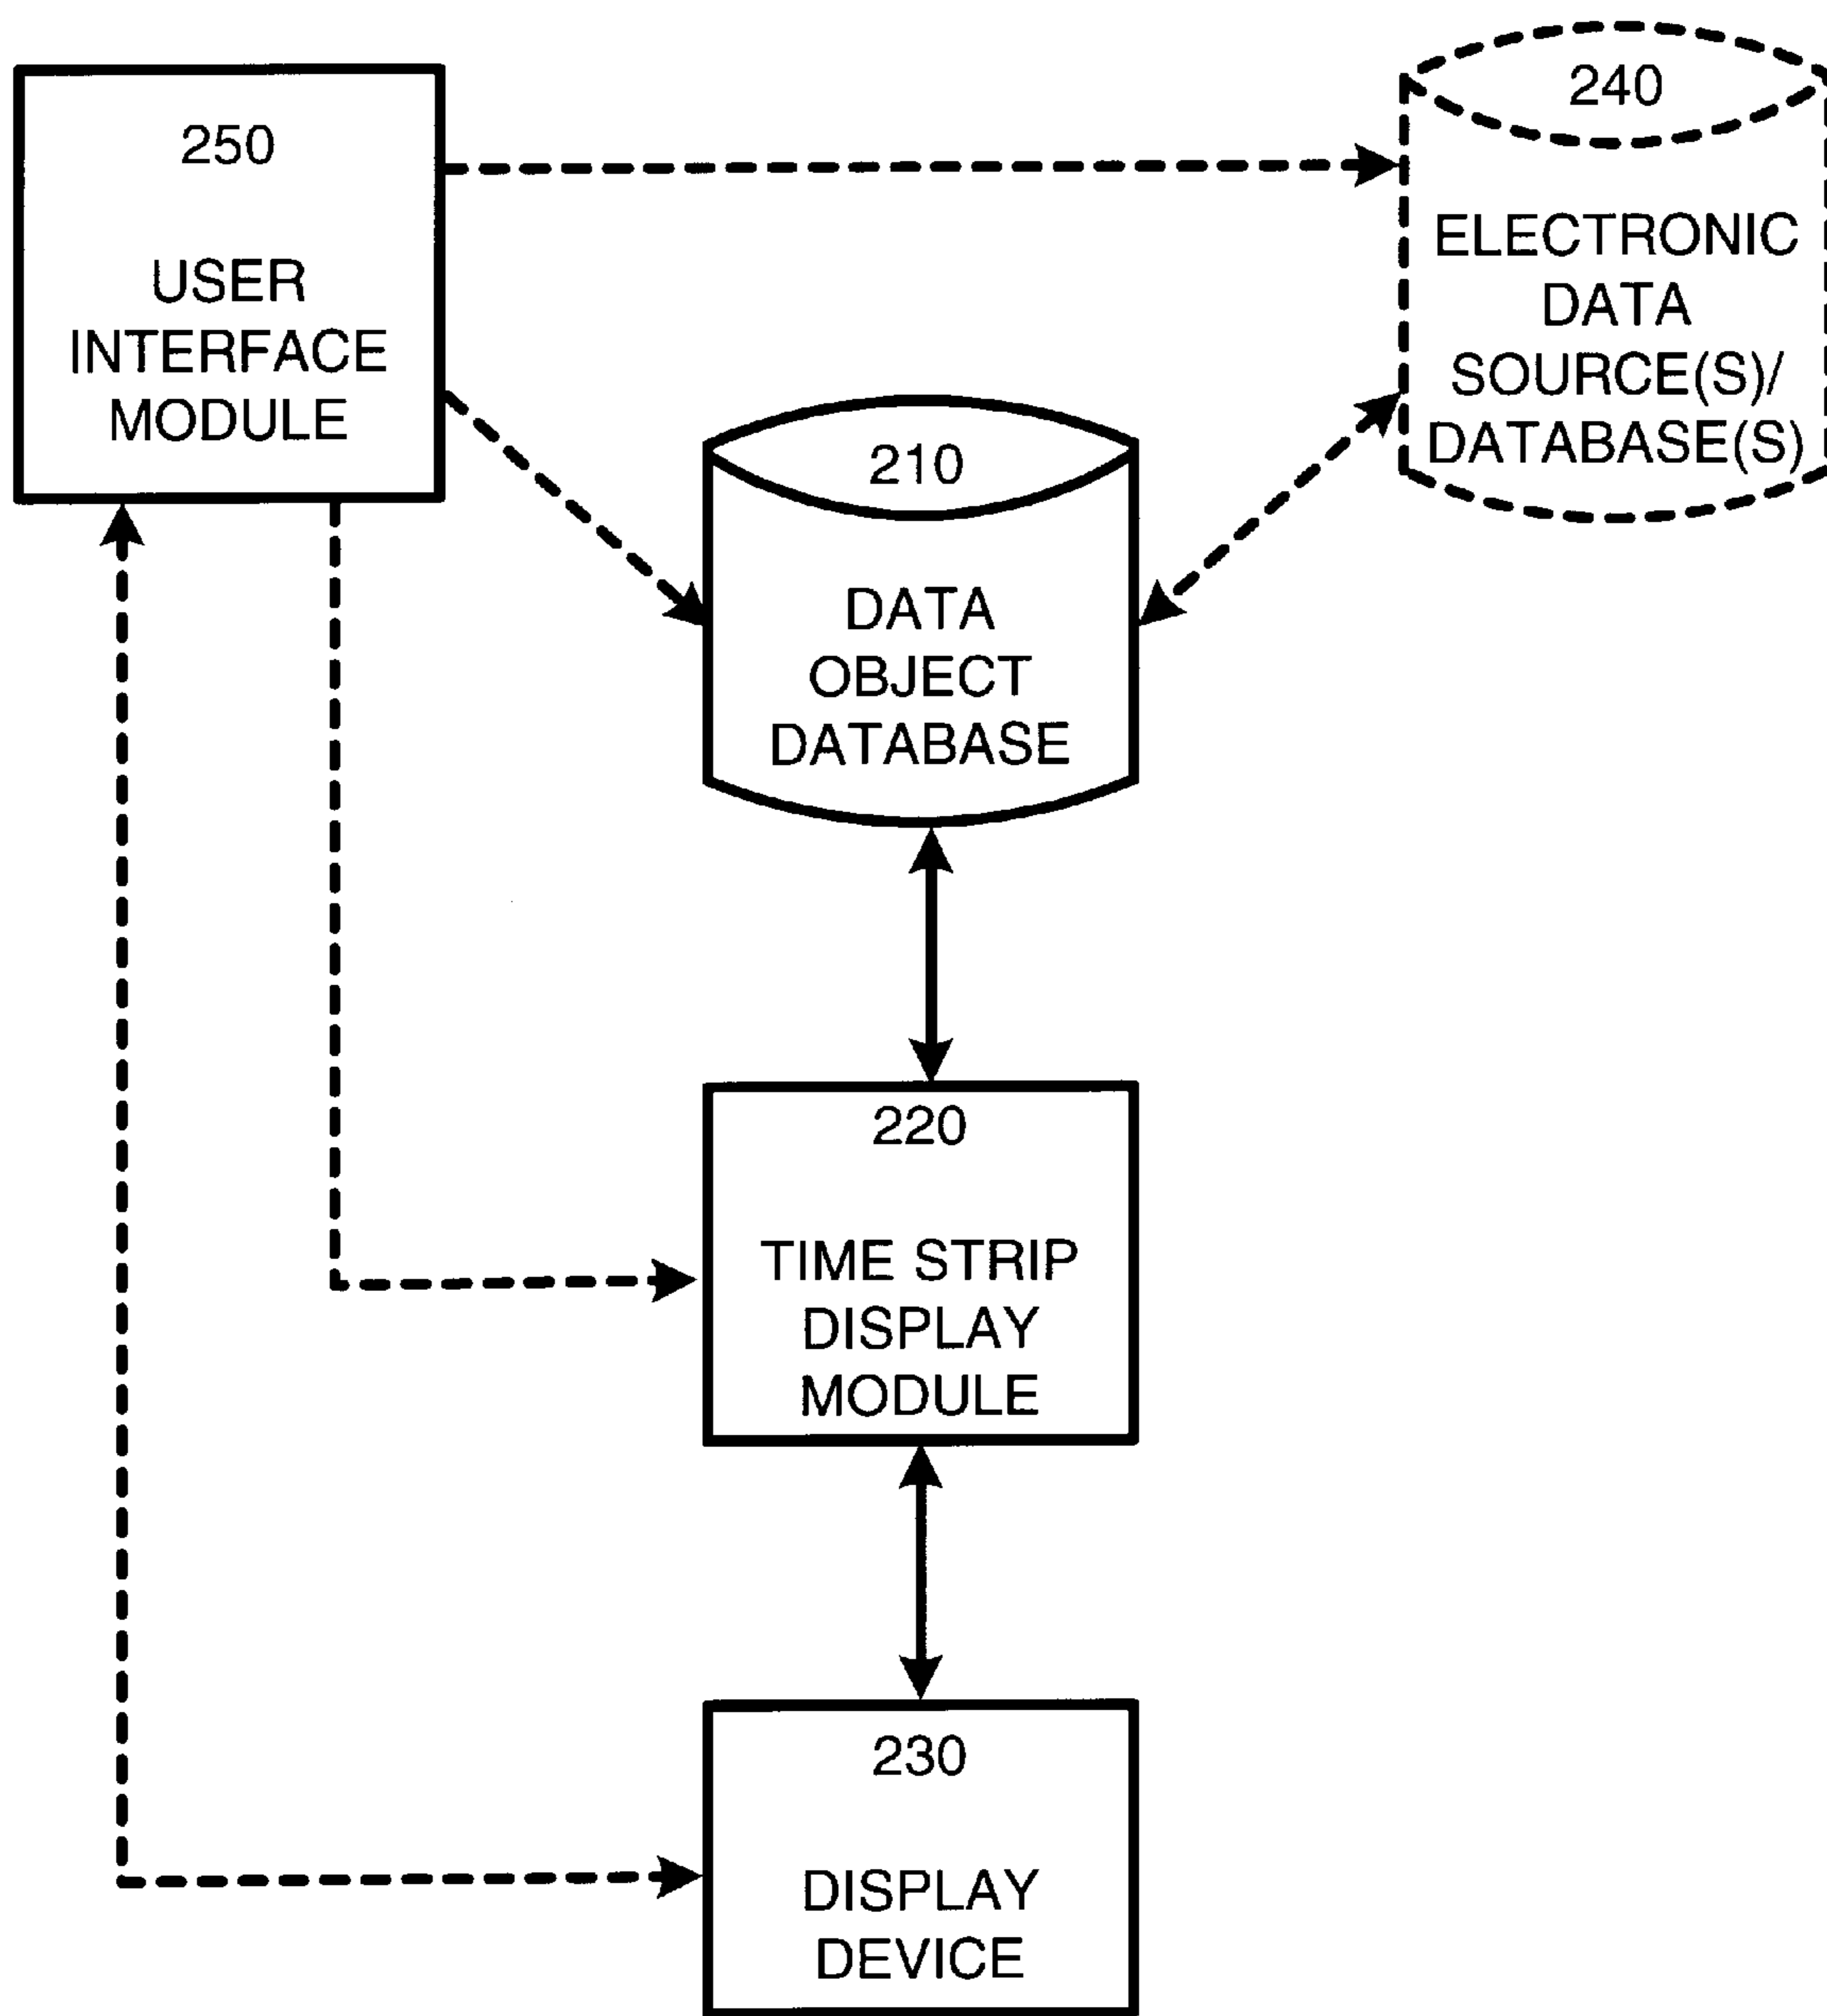 250
USER
INTERFACE
MODULE
240
ELECTRONIC
DATA
SOURCE(S)/
DATABASE(S)
210
DATA
OBJECT
DATABASE
220
TIME STRIP
DISPLAY
MODULE
230
DISPLAY
DEVICE